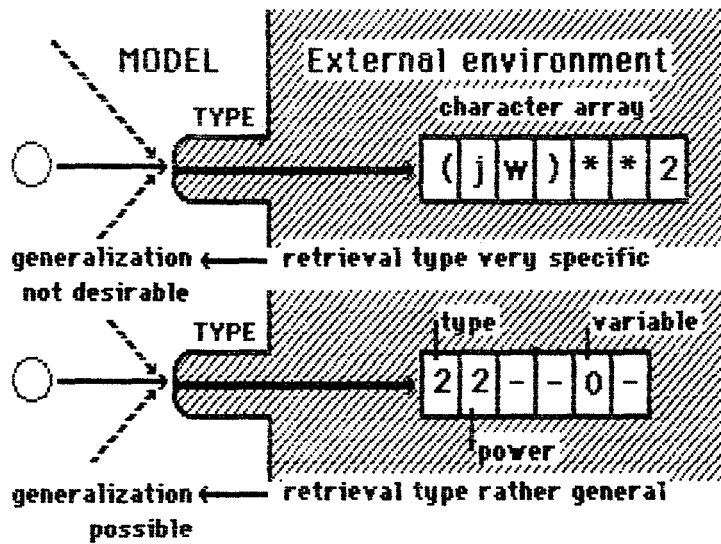 MODEL External environment
TYPE character array
( j w ) * * 2
generalization retrieval type very specific
not desirable
TYPE type variable
2 2 - - 0 -
power
generalization retrieval type rather general
possible